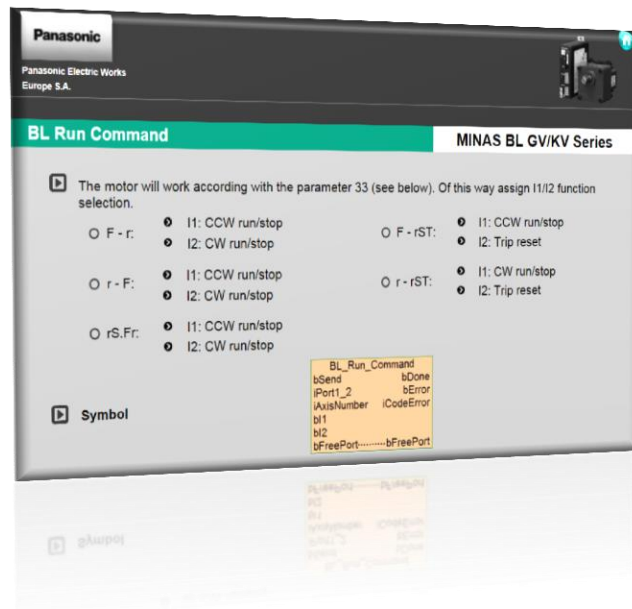 Panasonic
Panasonic Electric Works
Europe S.A.
BL Run Command
MINAS BL GV/KV Series
The motor will work according with the parameter 33 (see below). Of this way assign I1/I2 function
selection.
F - r:
I1: CCW run/stop
I2: CW run/stop
F - rST:
I1: CCW run/stop
I2: Trip reset
r - F:
I1: CCW run/stop
I2: CW run/stop
r - rST:
I1: CW run/stop
I2: Trip reset
rS.Fr:
I1: CCW run/stop
I2: CW run/stop
Symbol
BL_Run_Command
bSend bDone
iPort1_2 bError
iAxisNumber iCodeError
bI1
bI2
bFreePort----------bFreePort